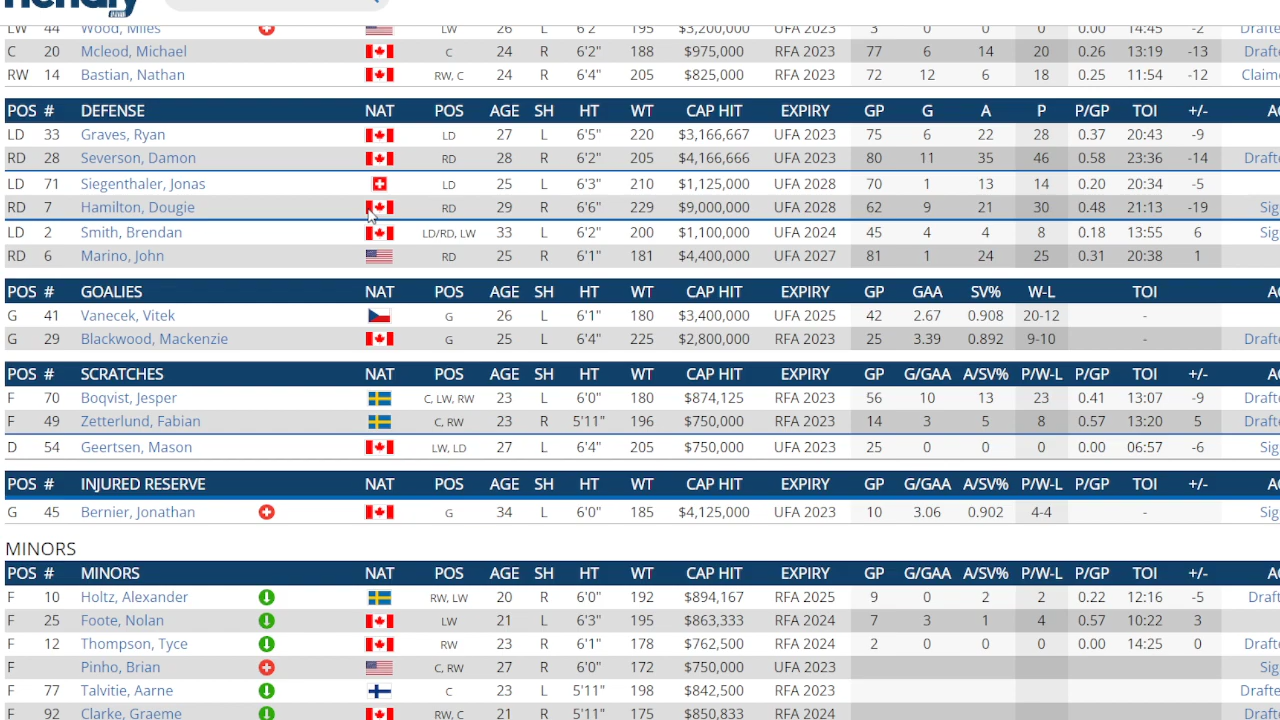 LW 44 Wood, Miles LW 26 L 6'2" 195 $3,200,000 UFA 2023 3 0 0 0 0.00 14:45 -2 Drafte
C 20 Mcleod, Michael C 24 R 6'2" 188 $975,000 RFA 2023 77 6 14 20 0.26 13:19 -13 Drafte
RW 14 Bastian, Nathan RW, C 24 R 6'4" 205 $825,000 RFA 2023 72 12 6 18 0.25 11:54 -12 Claim
POS # DEFENSE NAT POS AGE SH HT WT CAP HIT EXPIRY GP G A P P/GP TOI +/- AC
LD 33 Graves, Ryan LD 27 L 6'5" 220 $3,166,667 UFA 2023 75 6 22 28 0.37 20:43 -9
RD 28 Severson, Damon RD 28 R 6'2" 205 $4,166,666 UFA 2023 80 11 35 46 0.58 23:36 -14 Drafte
LD 71 Siegenthaler, Jonas LD 25 L 6'3" 210 $1,125,000 UFA 2028 70 1 13 14 0.20 20:34 -5
RD 7 Hamilton, Dougie RD 29 R 6'6" 229 $9,000,000 UFA 2028 62 9 21 30 0.48 21:13 -19 Sig
LD 2 Smith, Brendan LD/RD, LW 33 L 6'2" 200 $1,100,000 UFA 2024 45 4 4 8 0.18 13:55 6 Sig
RD 6 Marino, John RD 25 R 6'1" 181 $4,400,000 UFA 2027 81 1 24 25 0.31 20:38 1
POS # GOALIES NAT POS AGE SH HT WT CAP HIT EXPIRY GP GAA SV% W-L TOI AC
G 41 Vanecek, Vitek G 26 L 6'1" 180 $3,400,000 UFA 2025 42 2.67 0.908 20-12 -
G 29 Blackwood, Mackenzie G 25 L 6'4" 225 $2,800,000 RFA 2023 25 3.39 0.892 9-10 - Drafte
POS # SCRATCHES NAT POS AGE SH HT WT CAP HIT EXPIRY GP G/GAA A/SV% P/W-L P/GP TOI +/- AC
F 70 Boqvist, Jesper C, LW, RW 23 L 6'0" 180 $874,125 RFA 2023 56 10 13 23 0.41 13:07 -9 Drafte
F 49 Zetterlund, Fabian C, RW 23 R 5'11" 196 $750,000 RFA 2023 14 3 5 8 0.57 13:20 5 Drafte
D 54 Geertsen, Mason LW, LD 27 L 6'4" 205 $750,000 RFA 2023 25 0 0 0 0.00 06:57 -6 Sig
POS # INJURED RESERVE NAT POS AGE SH HT WT CAP HIT EXPIRY GP G/GAA A/SV% P/W-L P/GP TOI +/- AC
G 45 Bernier, Jonathan G 34 L 6'0" 185 $4,125,000 UFA 2023 10 3.06 0.902 4-4 - Sig
MINORS
POS # MINORS NAT POS AGE SH HT WT CAP HIT EXPIRY GP G/GAA A/SV% P/W-L P/GP TOI +/- AC
F 10 Holtz, Alexander RW, LW 20 R 6'0" 192 $894,167 RFA 2025 9 0 2 2 0.22 12:16 -5 Draft
F 25 Foote, Nolan LW 21 L 6'3" 195 $863,333 RFA 2024 7 3 1 4 0.57 10:22 3
F 12 Thompson, Tyce RW 23 R 6'1" 178 $762,500 RFA 2024 2 0 0 0 0.00 14:25 0 Drafte
F Pinho, Brian C, RW 27 R 6'0" 172 $750,000 UFA 2023 Sig
F 77 Talvitie, Aarne C 23 L 5'11" 198 $842,500 RFA 2023 Drafte
F 92 Clarke, Graeme RW, C 21 R 5'11" 175 $850,833 RFA 2024 Drafte